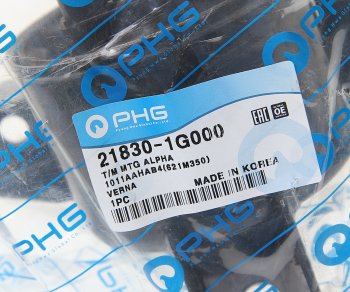 PHG
PHG
21830-1G000
T/M MTG ALPHA
1011AAHAB4(621M350)
VERNA
1PC
MADE IN KOREA
EAC
OE
PHG